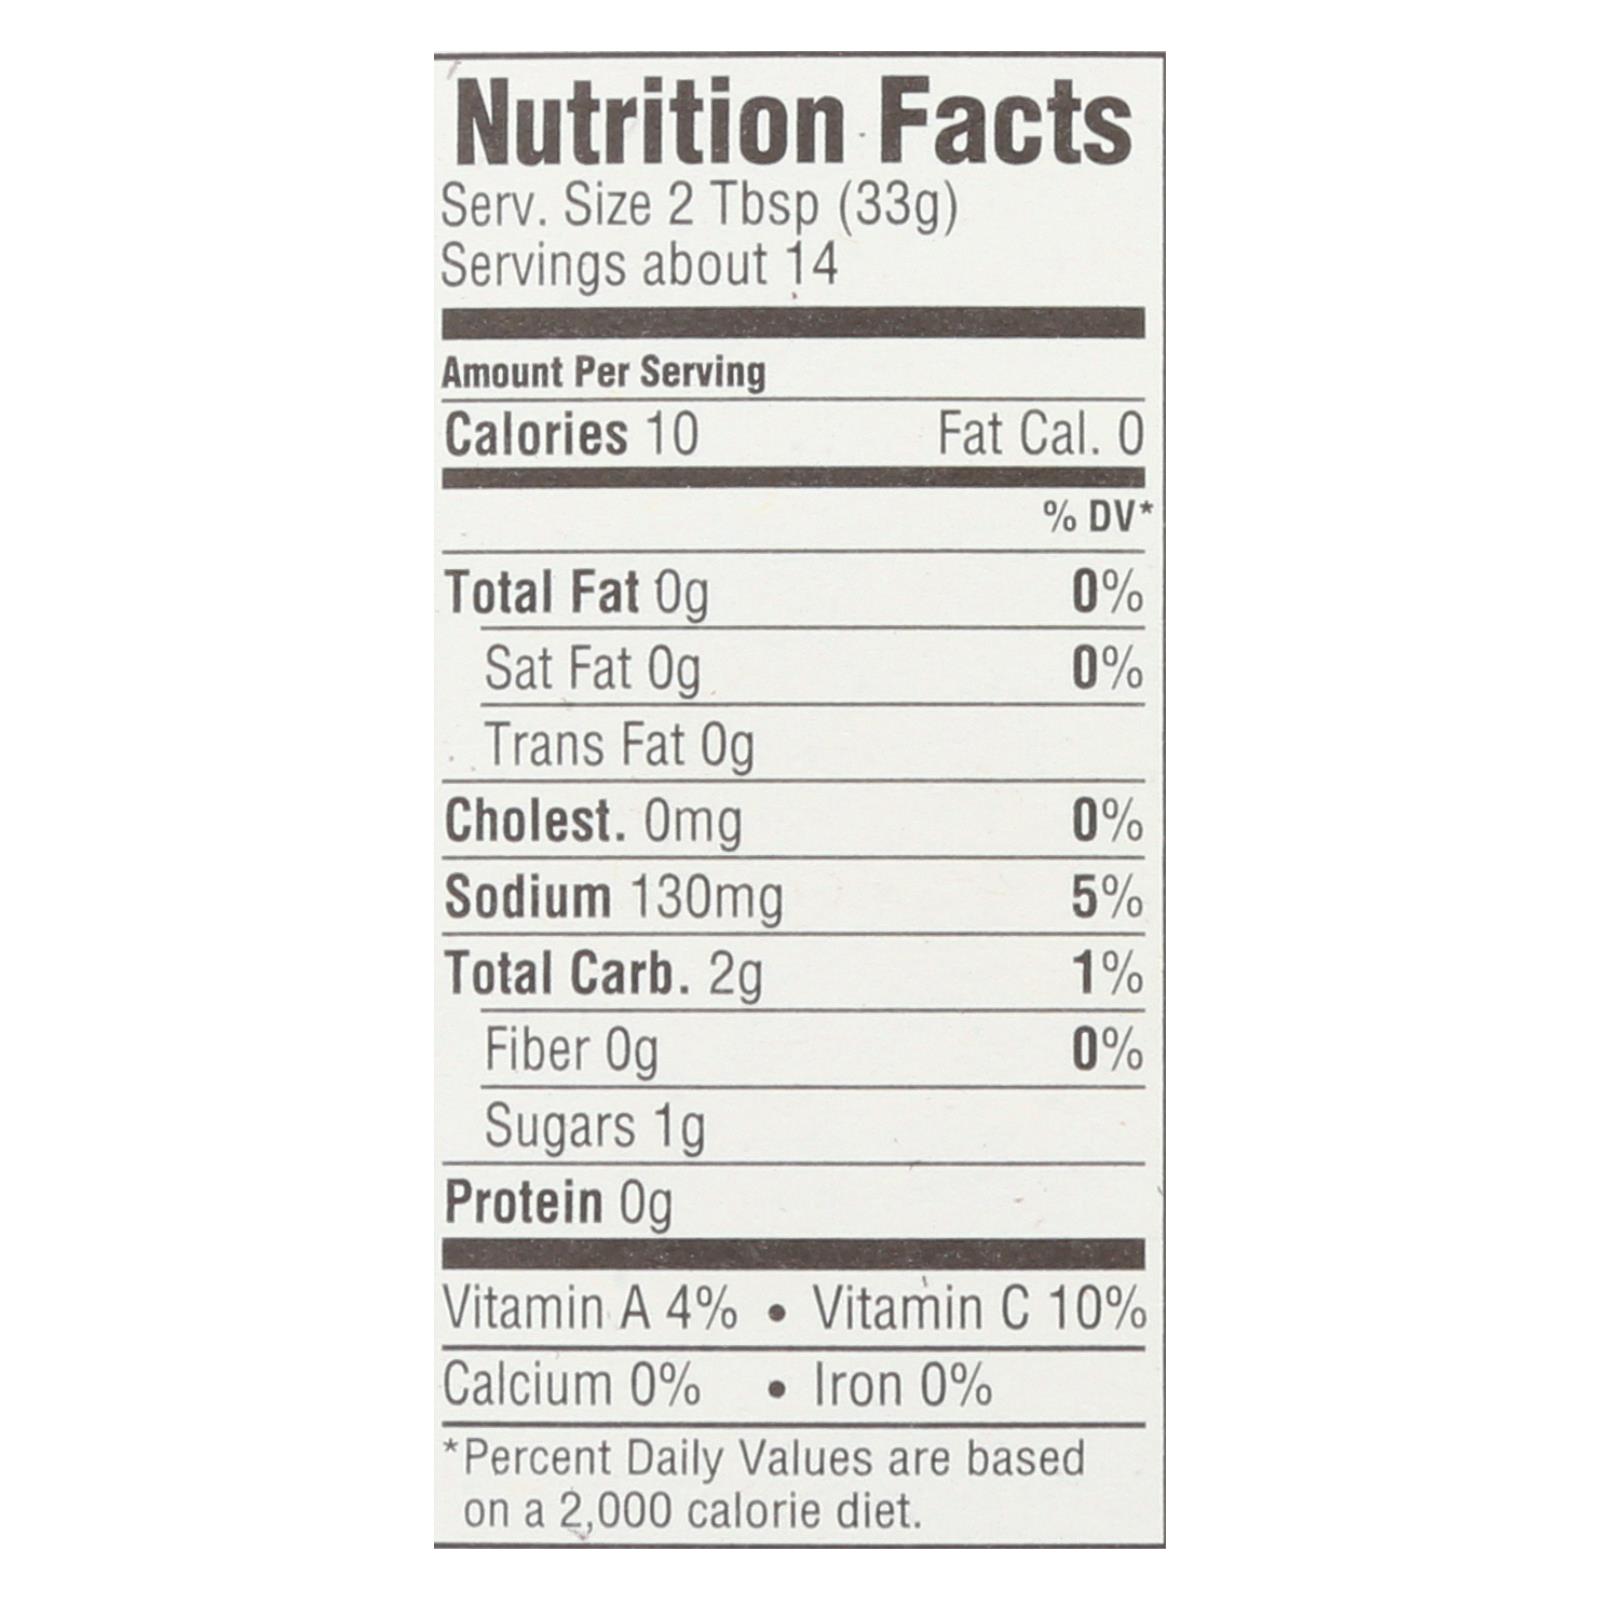 Nutrition Facts
Serv. Size 2 Tbsp (33g)
Servings about 14
Amount Per Serving
Calories 10 Fat Cal. 0
% DV*
Total Fat 0g 0%
Sat Fat 0g 0%
Trans Fat 0g
Cholest. 0mg 0%
Sodium 130mg 5%
Total Carb. 2g 1%
Fiber 0g 0%
Sugars 1g
Protein 0g
Vitamin A 4% • Vitamin C 10%
Calcium 0% • Iron 0%
*Percent Daily Values are based
on a 2,000 calorie diet.